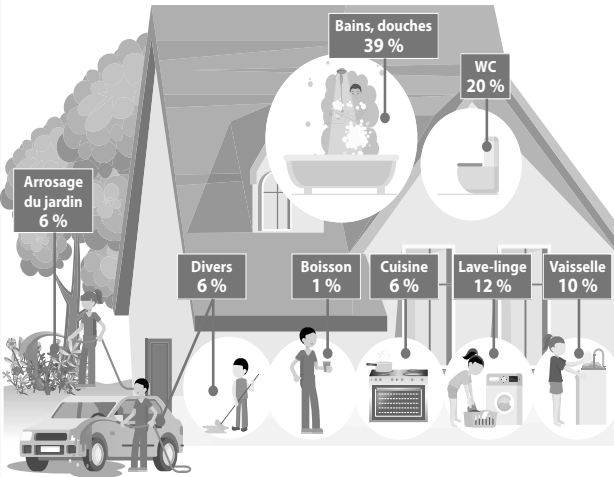 Bains, douches
39 %
WC
20 %
Arrosage
du jardin
6 %
Divers
6 %
Boisson
1 %
Cuisine
6 %
Lave-linge
12 %
Vaisselle
10 %